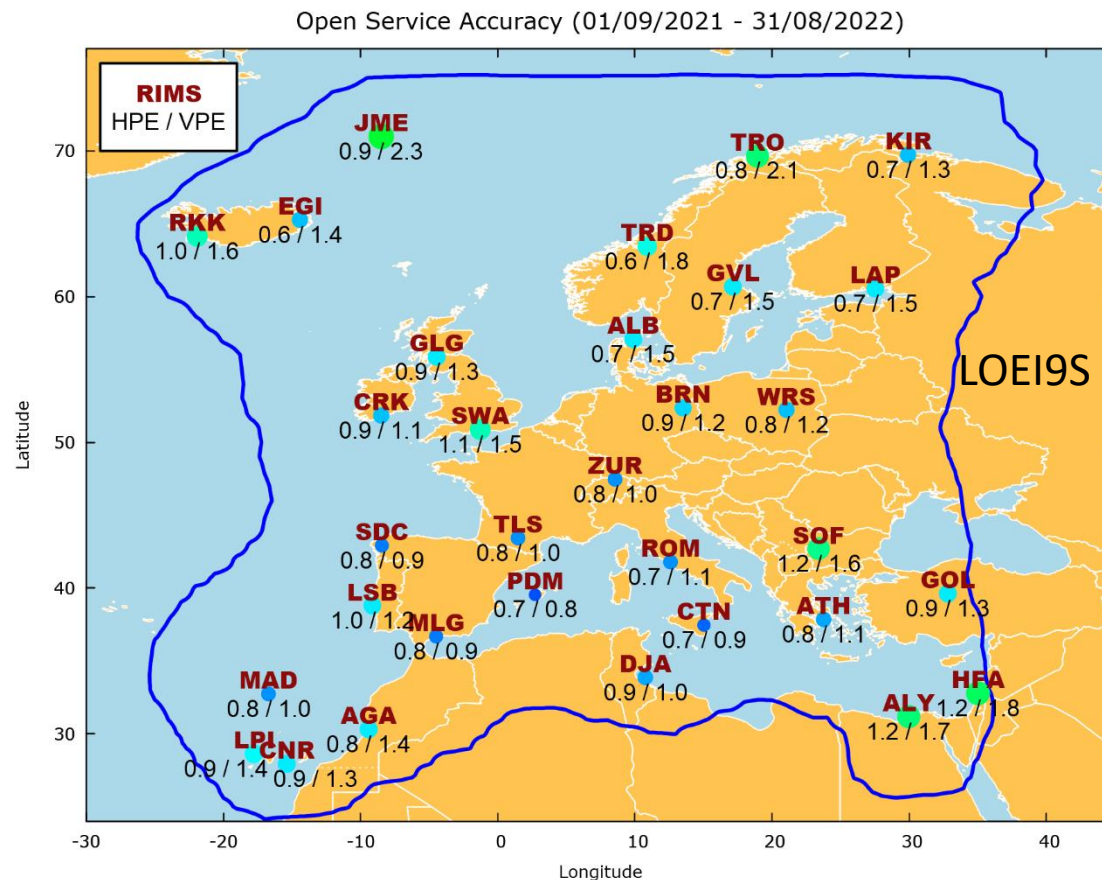 Open Service Accuracy (01/09/2021 - 31/08/2022)
RIMS
HPE / VPE
JME
0.9 / 2.3
TRO
0.8 / 2.1
KIR
0.7 / 1.3
EGI
0.6 / 1.4
RKK
1.0 / 1.6
TRD
0.6 / 1.8
GVL
0.7 / 1.5
LAP
0.7 / 1.5
ALB
0.7 / 1.5
GLG
0.9 / 1.3
LOEI9S
CRK
0.9 / 1.1
SWA
1.1 / 1.5
BRN
0.9 / 1.2
WRS
0.8 / 1.2
ZUR
0.8 / 1.0
SDC
0.8 / 0.9
TLS
0.8 / 1.0
ROM
0.7 / 1.1
SOF
1.2 / 1.6
PDM
0.7 / 0.8
GOL
0.9 / 1.3
LSB
1.0 / 1.2
MLG
0.8 / 0.9
CTN
0.7 / 0.9
ATH
0.8 / 1.1
DJA
0.9 / 1.0
MAD
0.8 / 1.0
HFA
1.2 / 1.8
ALY
1.2 / 1.7
AGA
0.8 / 1.4
LPI
0.9 / 1.4
CNR
0.9 / 1.3
70
60
50
40
30
Latitude
-30
-20
-10
0
10
20
30
40
Longitude